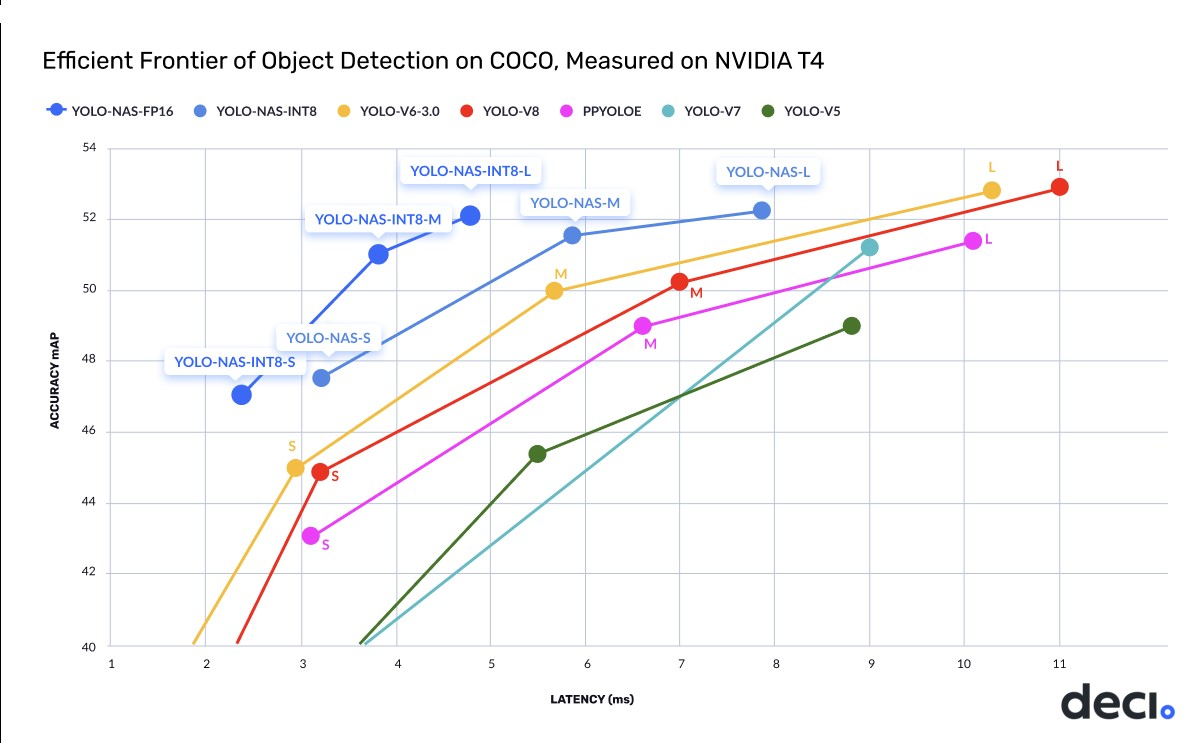 Efficient Frontier of Object Detection on COCO, Measured on NVIDIA T4
YOLO-NAS-FP16 YOLO-NAS-INT8 YOLO-V6-3.0 YOLO-V8 PPYOLOE YOLO-V7 YOLO-V5
54
52
50
48
46
44
42
40
ACCURACY mAP
YOLO-NAS-INT8-L
YOLO-NAS-L
YOLO-NAS-M
YOLO-NAS-INT8-M
YOLO-NAS-S
YOLO-NAS-INT8-S
L
L
L
M
M
M
S
S
S
1 2 3 4 5 6 7 8 9 10 11
LATENCY (ms)
deci.